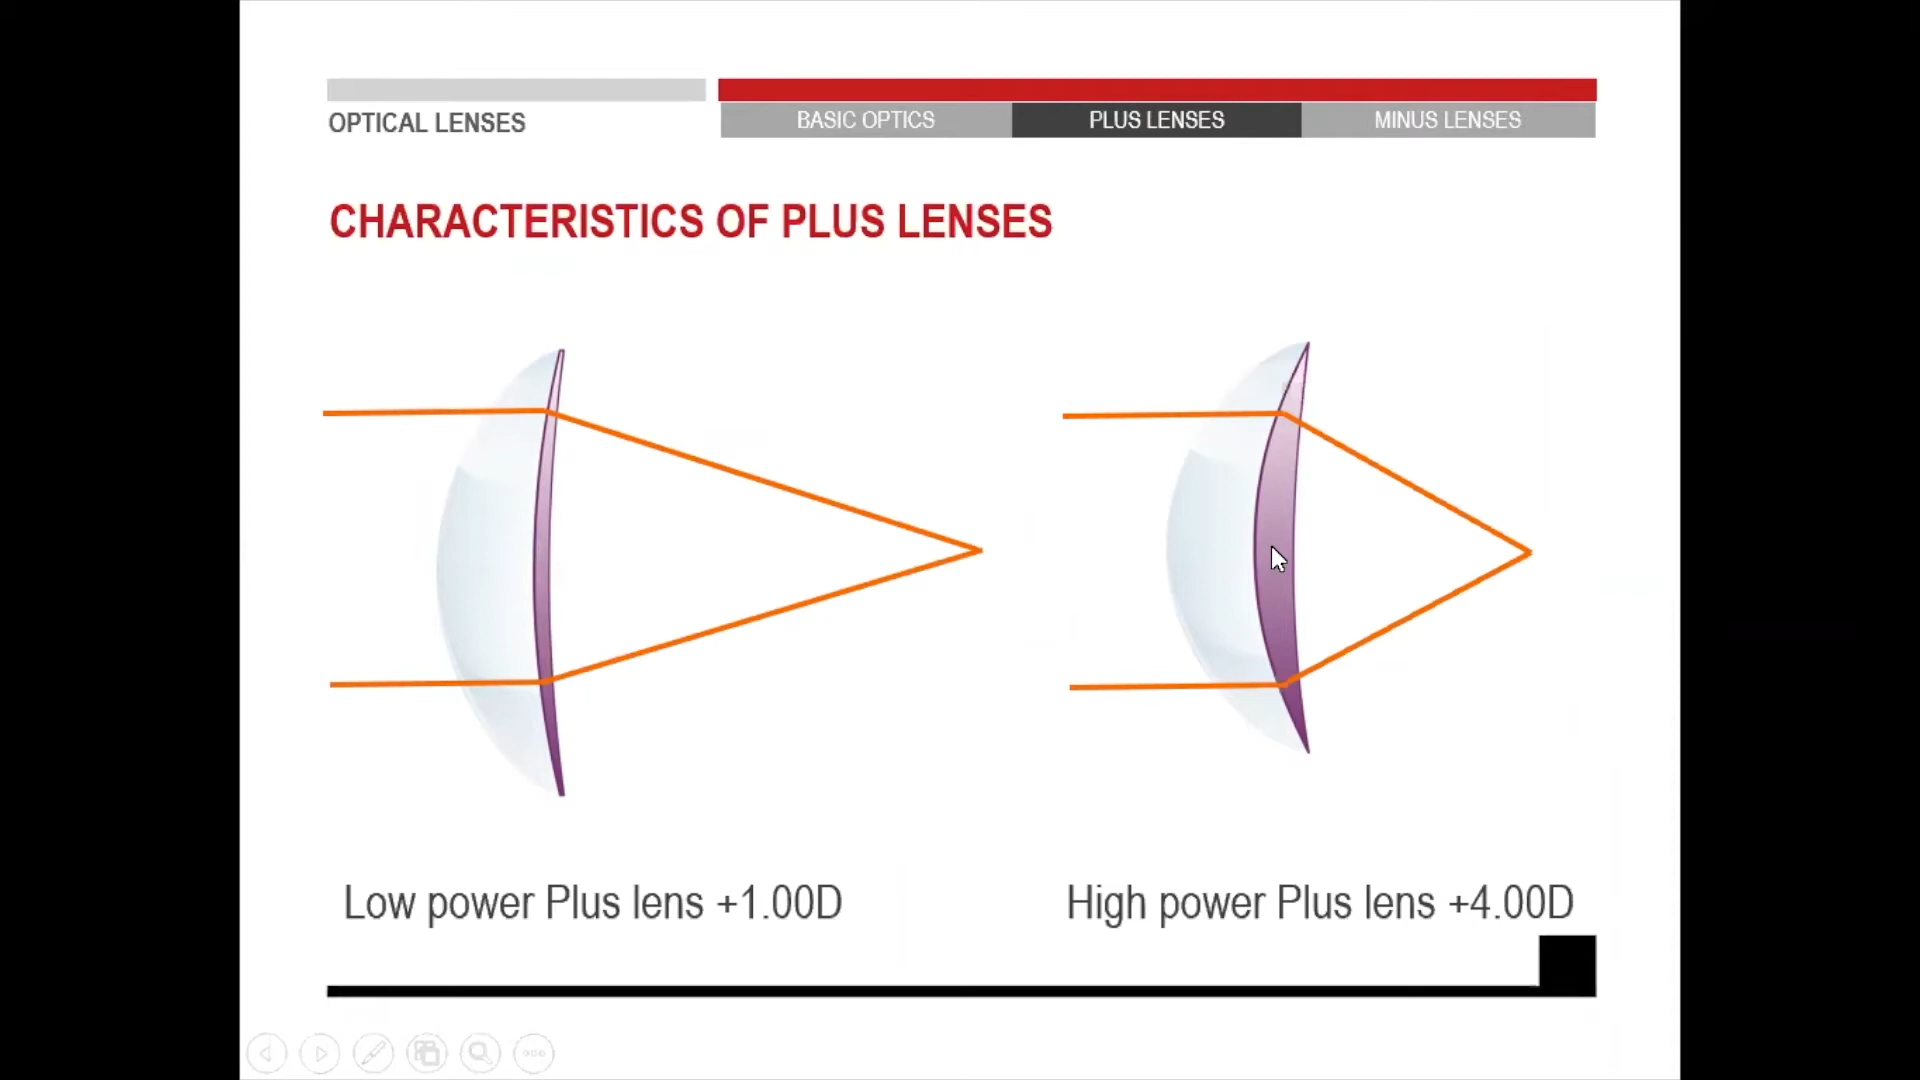 OPTICAL LENSES
BASIC OPTICS
PLUS LENSES
MINUS LENSES
CHARACTERISTICS OF PLUS LENSES
Low power Plus lens +1.00D
High power Plus lens +4.00D